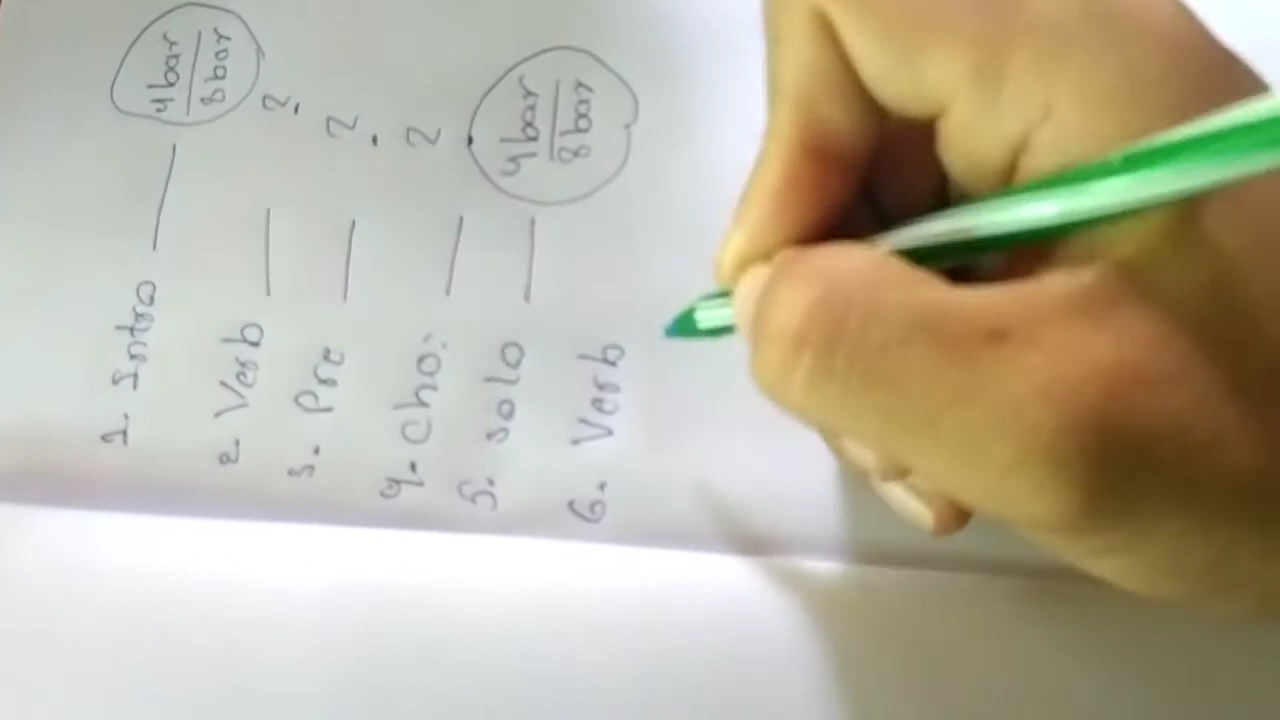 1. Intro — 4bar
8bar
2 Verb — ?
3. Pre — ?
4. Cho: — ?
5. solo — 4bar
8bar
6. Verb